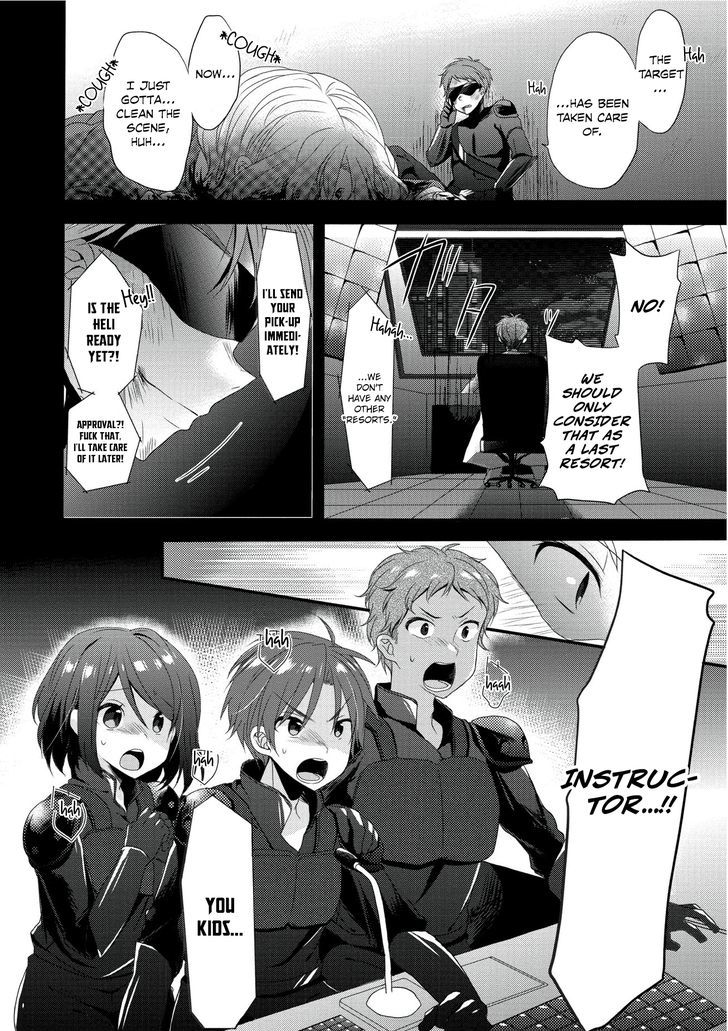 Hah
THE
TARGET
...
Hah
...HAS BEEN
TAKEN CARE
OF.
*COUGH*
NOW...
*COUGH*
I JUST
GOTTA...
CLEAN THE
SCENE,
HUH...
NO!
WE
SHOULD
ONLY
CONSIDER
THAT AS
A LAST
RESORT!
Hahah...
...WE
DON'T
HAVE ANY
OTHER
"RESORTS."
I'LL SEND
YOUR
PICK-UP
IMMEDI-
ATELY!
Hey!!
IS THE
HELI
READY
YET?!
APPROVAL?!
FUCK THAT.
I'LL TAKE CARE
OF IT LATER!
INSTRUC-
TOR...!!
haah
hah
hah
hah
YOU
KIDS...